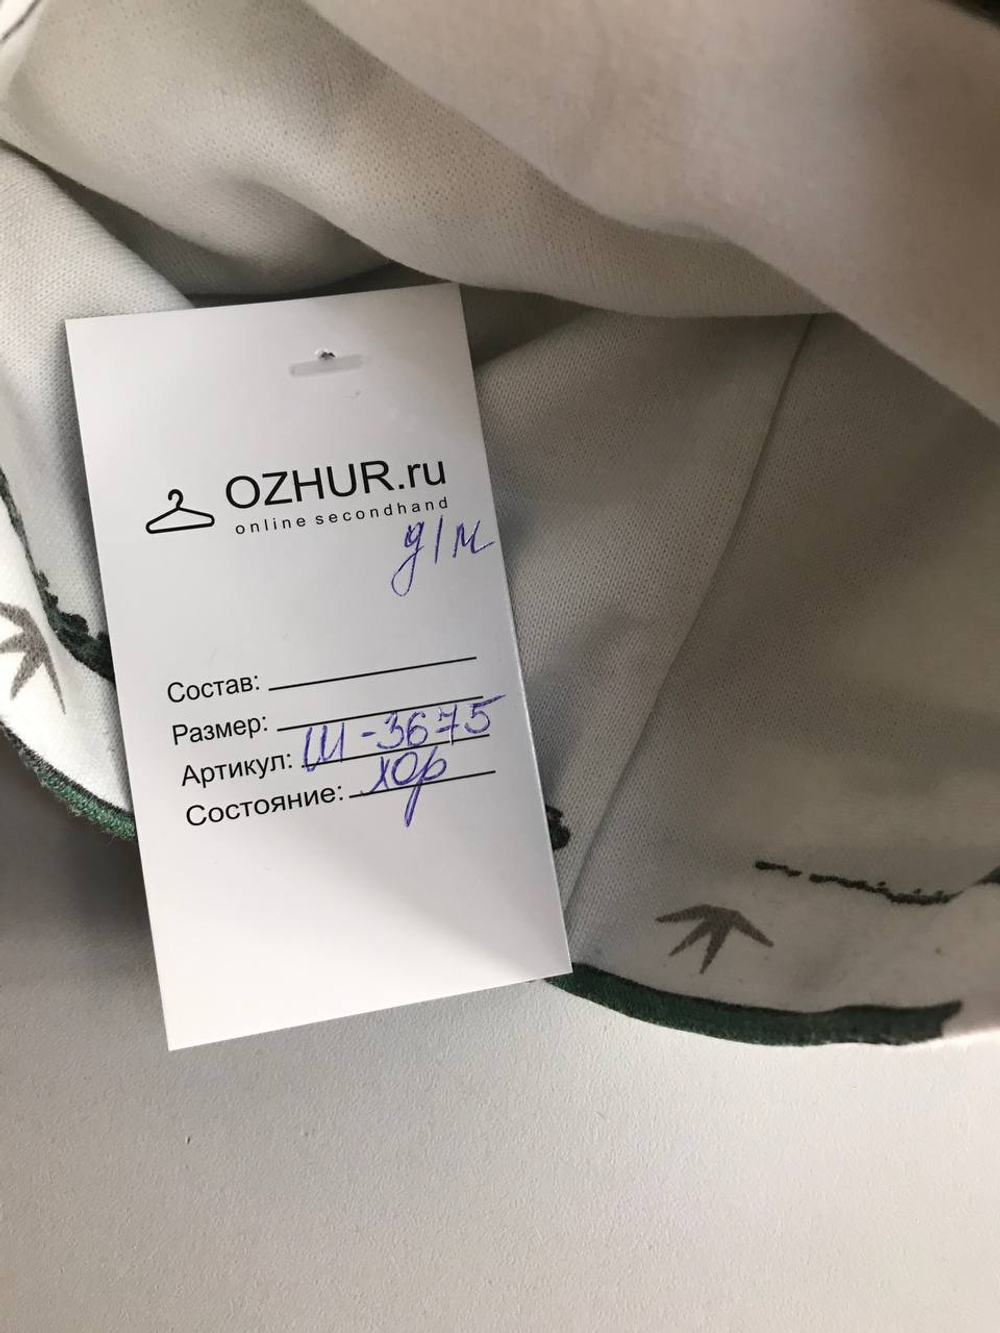 OZHUR.ru
online secondhand
д/м
Состав:
Размер:
Артикул: Ш-3675
Состояние: хор